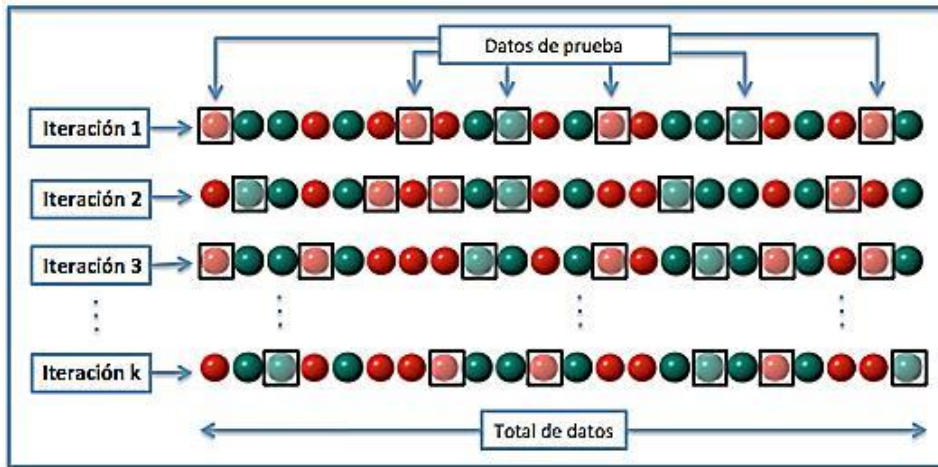 Datos de prueba
Iteración 1
Iteración 2
Iteración 3
Iteración k
Total de datos